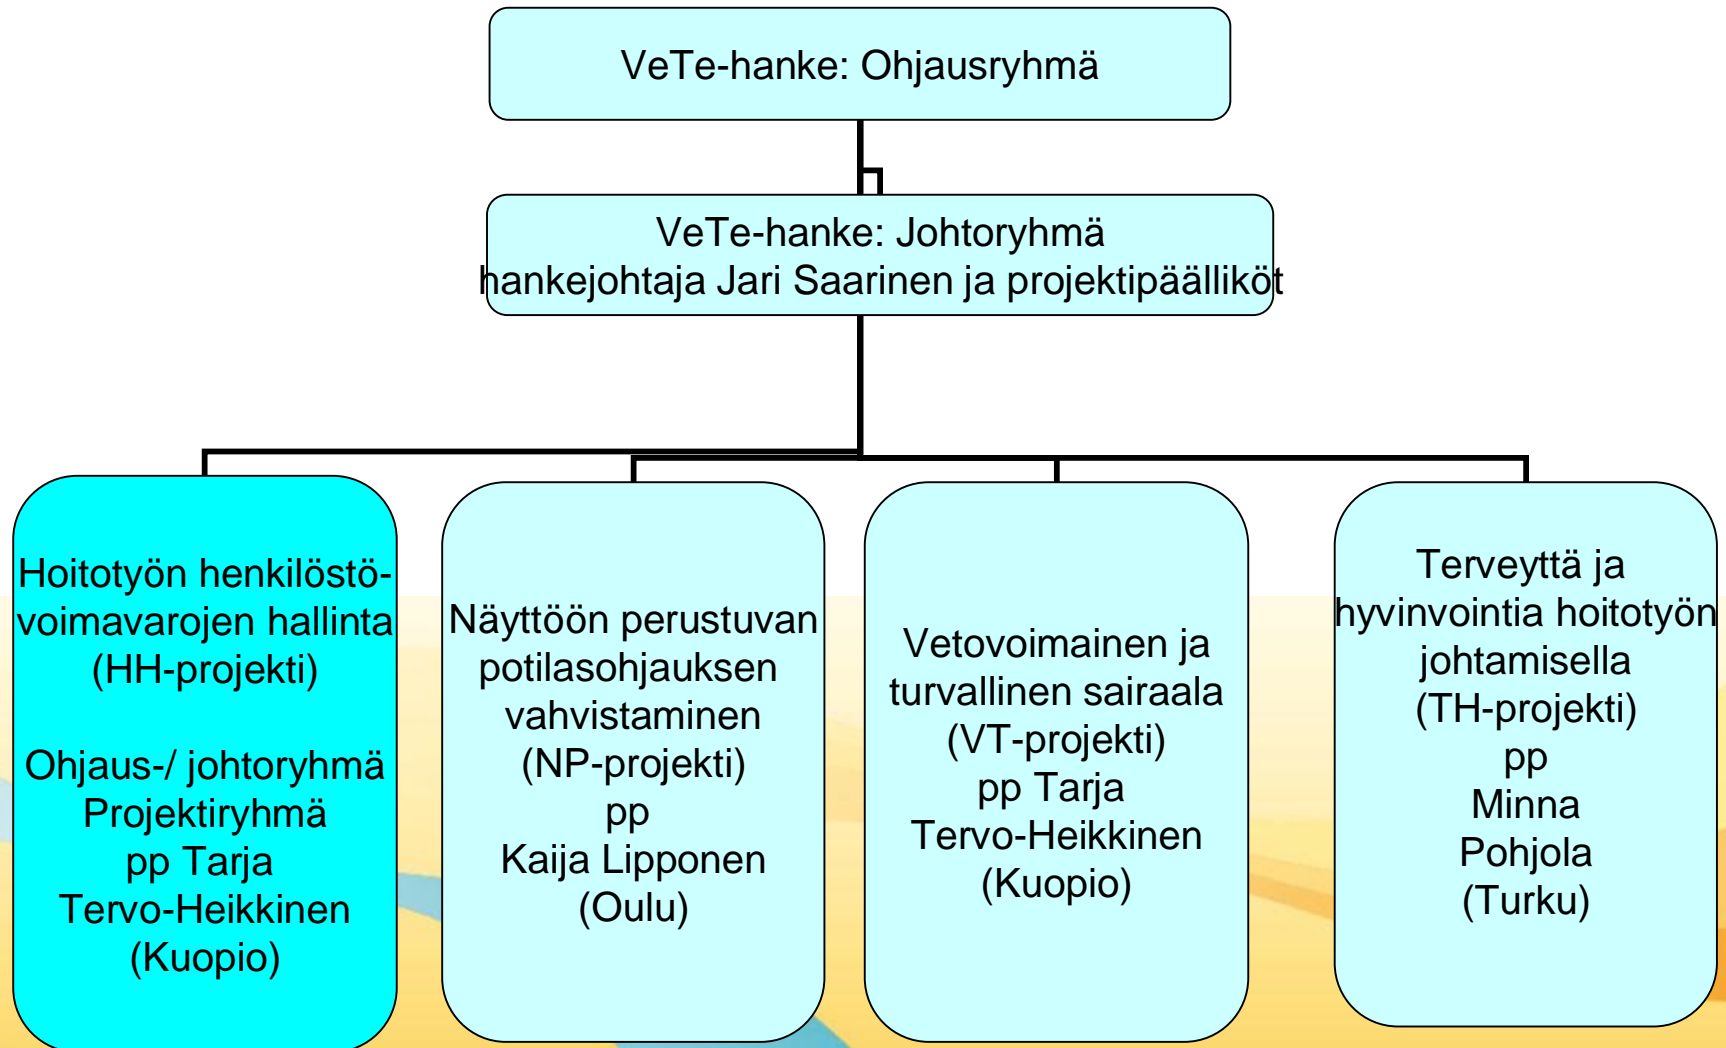 VeTe-hanke: Ohjausryhmä
VeTe-hanke: Johtoryhmä
hankejohtaja Jari Saarinen ja projektipäälliköt
Hoitotyön henkilöstö-
voimavarojen hallinta
(HH-projekti)
Ohjaus-/ johtoryhmä
Projektiryhmä
pp Tarja
Tervo-Heikkinen
(Kuopio)
Näyttöön perustuvan
potilasohjauksen
vahvistaminen
(NP-projekti)
pp
Kaija Lipponen
(Oulu)
Vetovoimainen ja
turvallinen sairaala
(VT-projekti)
pp Tarja
Tervo-Heikkinen
(Kuopio)
Terveyttä ja
hyvinvointia hoitotyön
johtamisella
(TH-projekti)
pp
Minna
Pohjola
(Turku)